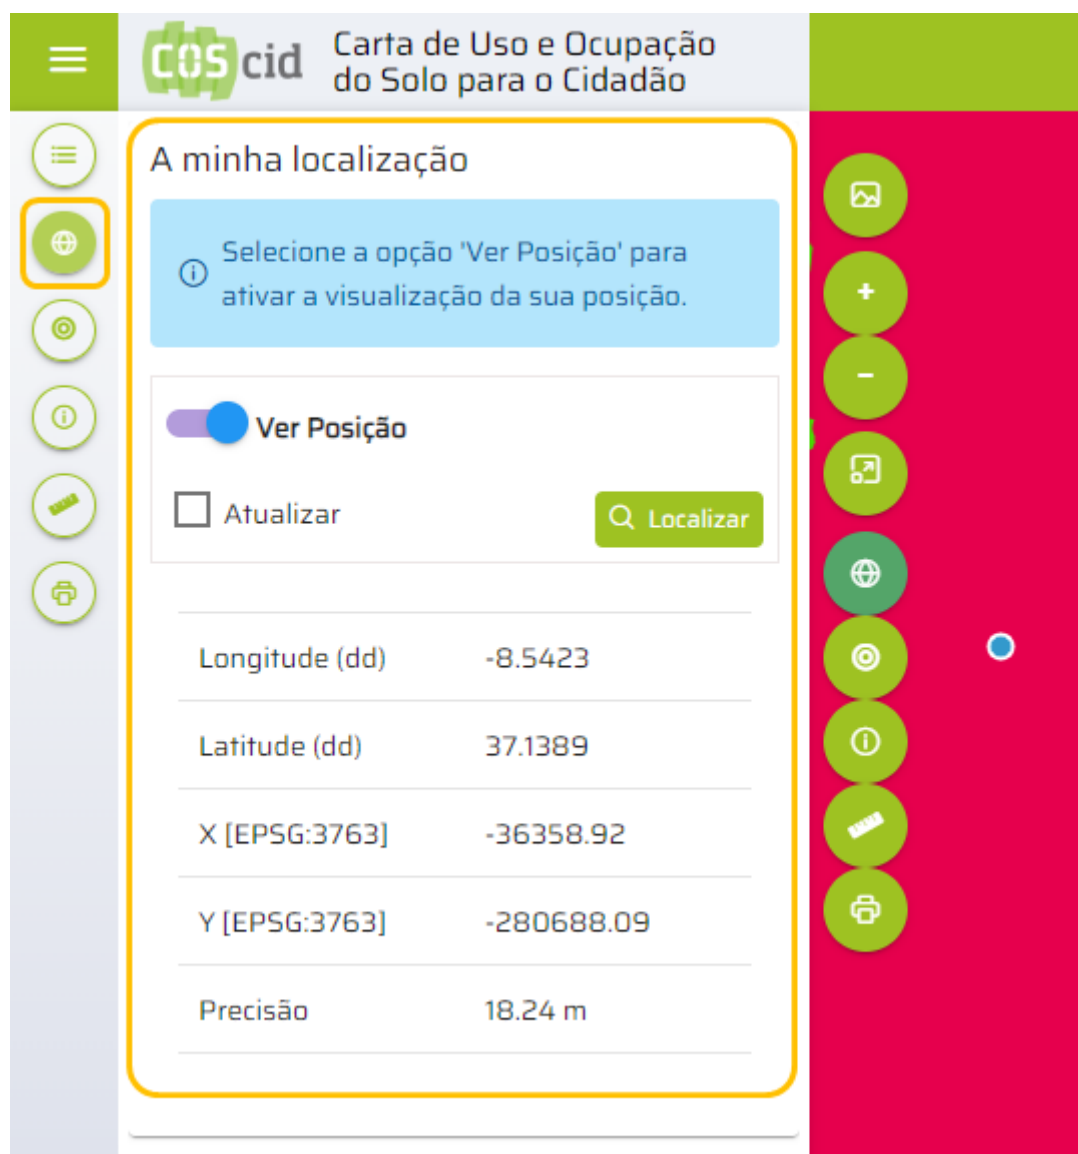 COS cid
Carta de Uso e Ocupação
do Solo para o Cidadão
A minha localização
Selecione a opção 'Ver Posição' para
ativar a visualização da sua posição.
Ver Posição
Atualizar
Localizar
Longitude (dd) -8.5423
Latitude (dd) 37.1389
X [EPSG:3763] -36358.92
Y [EPSG:3763] -280688.09
Precisão 18.24 m